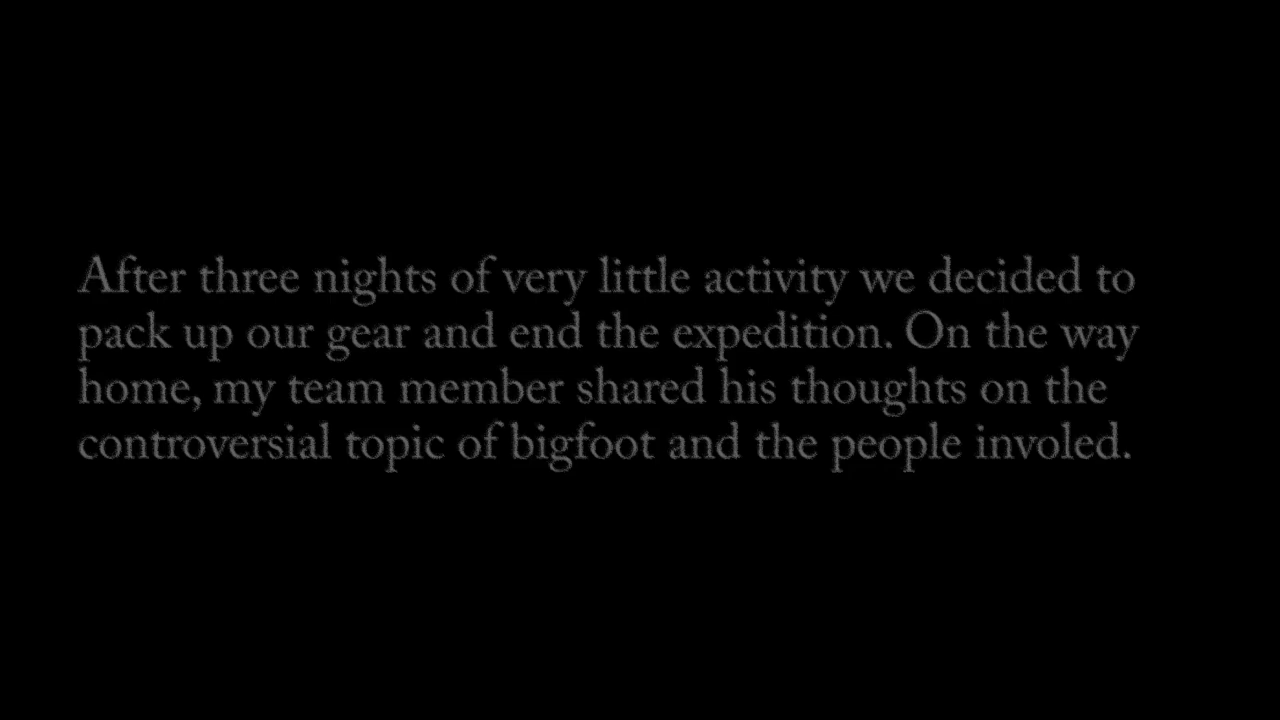 After three nights of very little activity we decided to
pack up our gear and end the expedition. On the way
home, my team member shared his thoughts on the
controversial topic of bigfoot and the people involed.